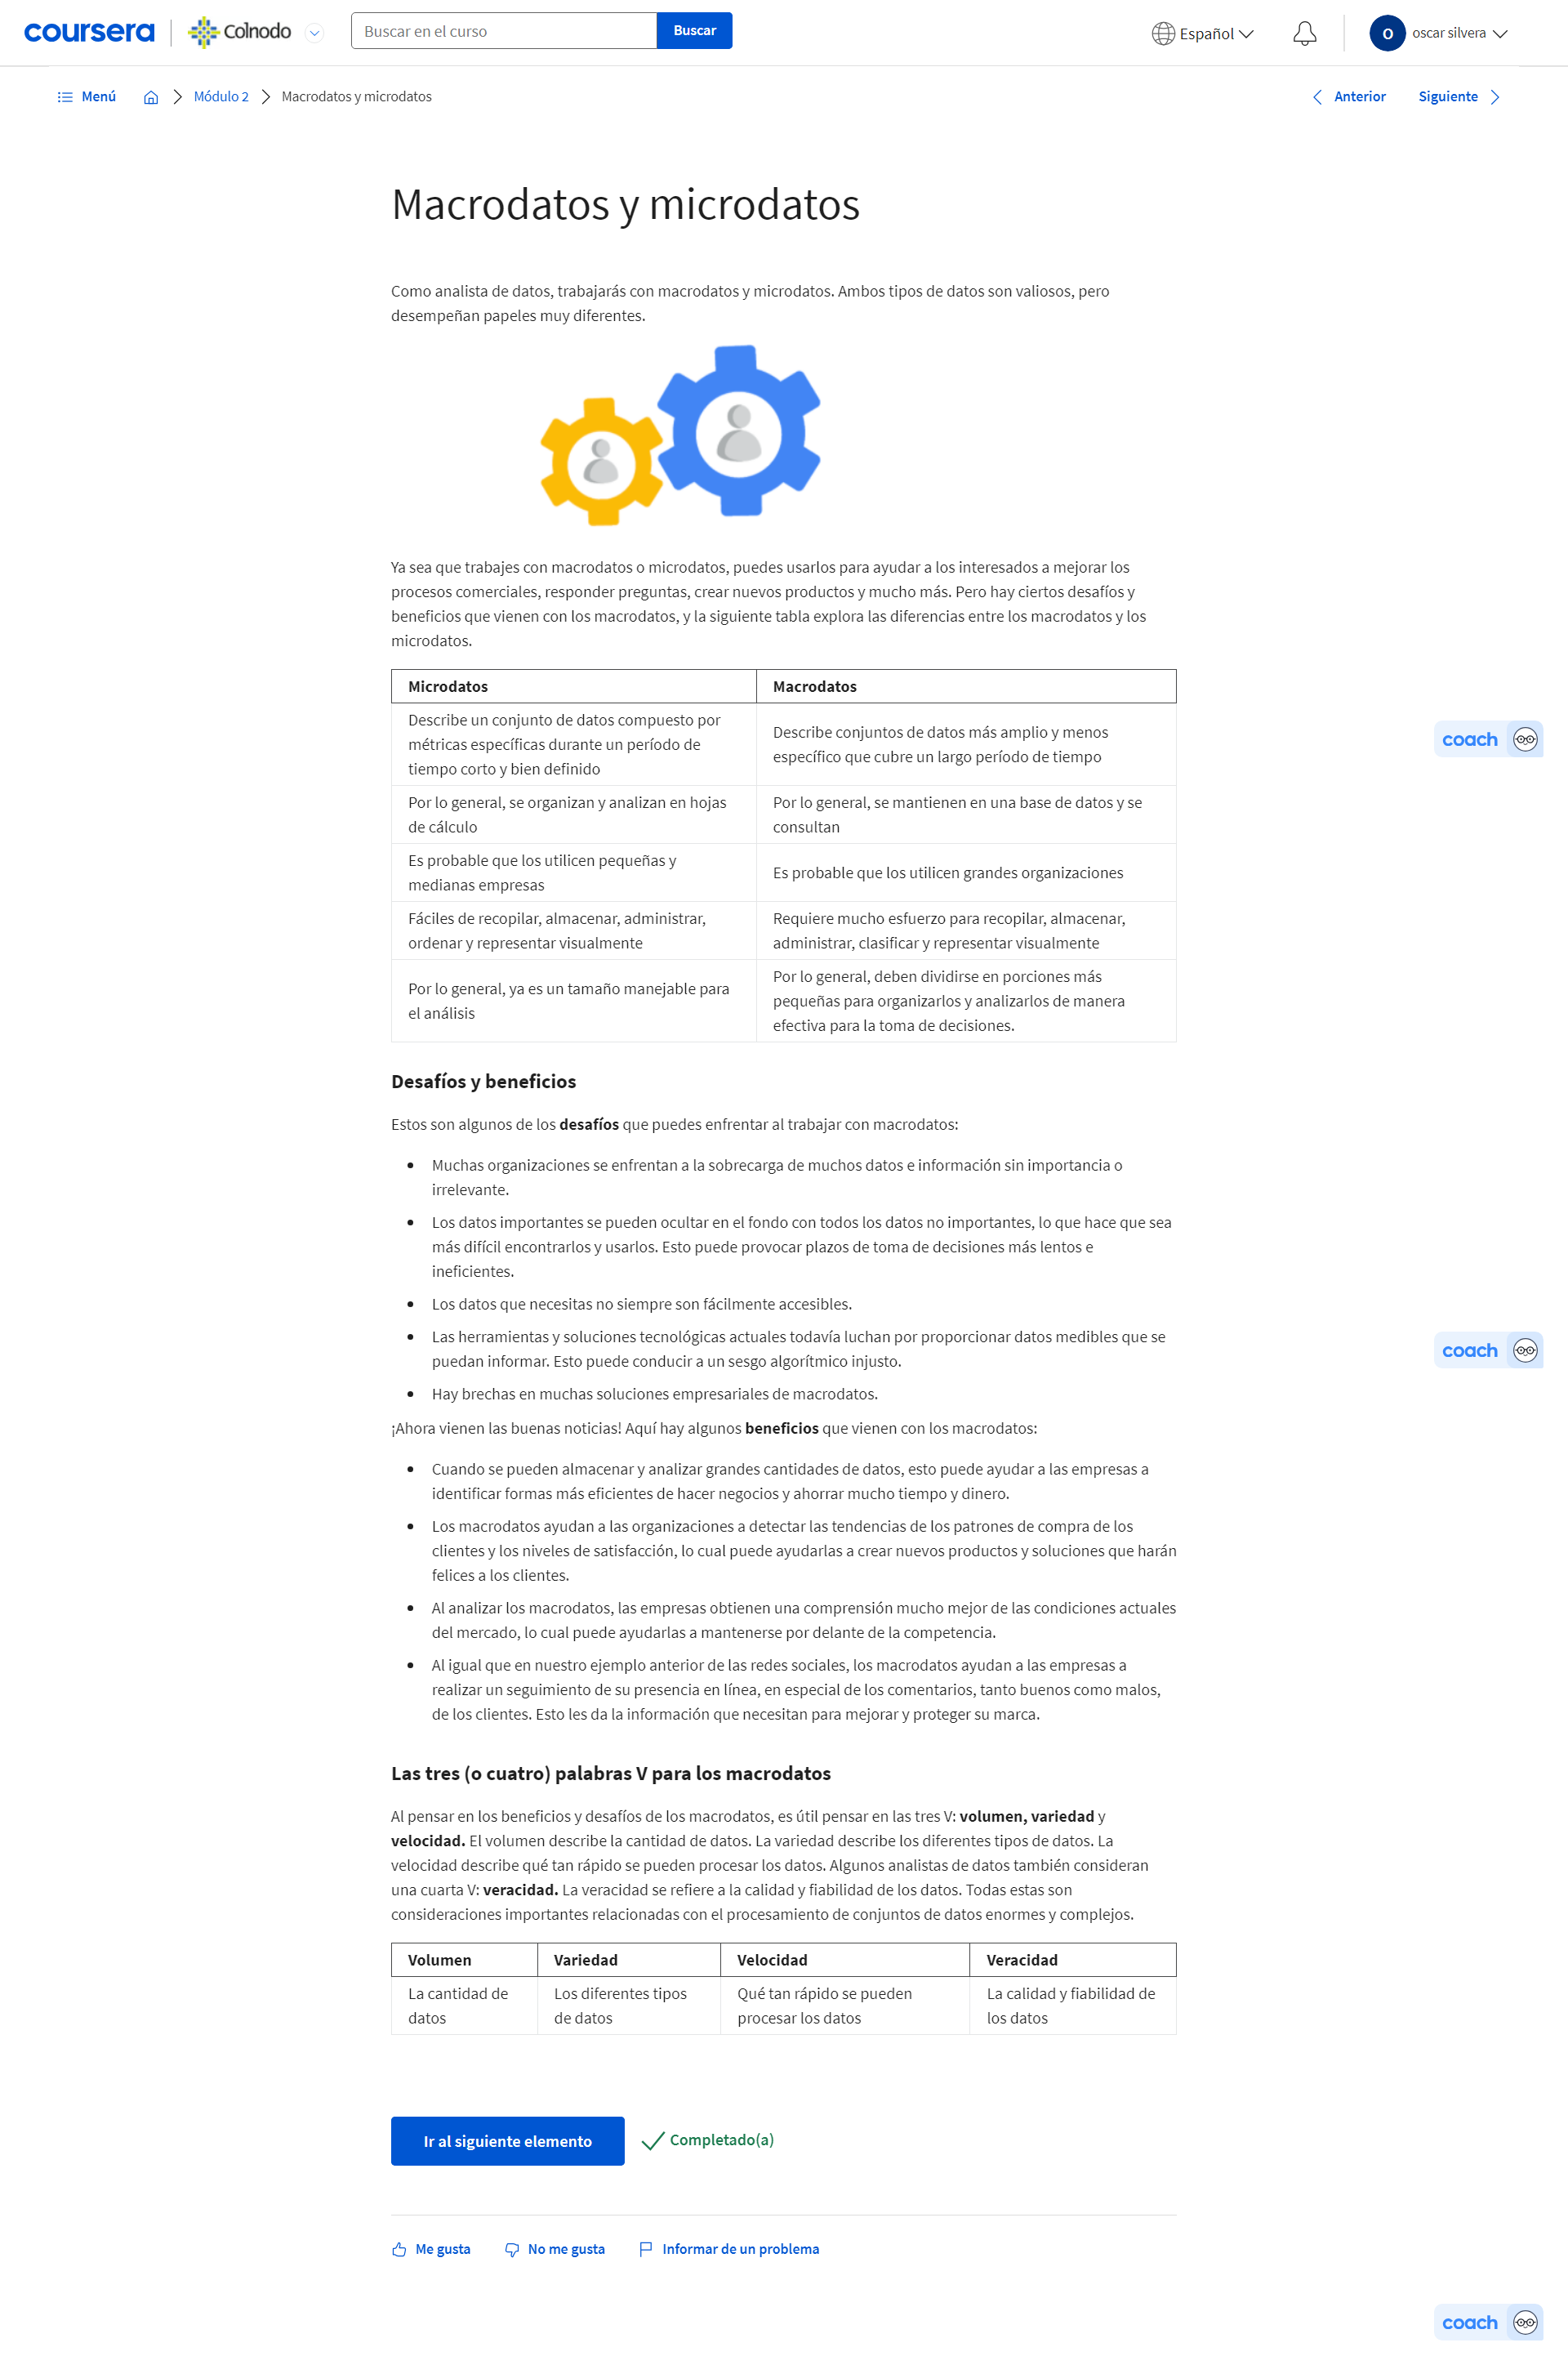 coursera
Colnodo
Buscar en el curso
Buscar
Español
O
oscar silvera
Menú
Módulo 2
Macrodatos y microdatos
Anterior
Siguiente
Macrodatos y microdatos
Como analista de datos, trabajarás con macrodatos y microdatos. Ambos tipos de datos son valiosos, pero
desempeñan papeles muy diferentes.
Ya sea que trabajes con macrodatos o microdatos, puedes usarlos para ayudar a los interesados a mejorar los
procesos comerciales, responder preguntas, crear nuevos productos y mucho más. Pero hay ciertos desafíos y
beneficios que vienen con los macrodatos, y la siguiente tabla explora las diferencias entre los macrodatos y los
microdatos.
Microdatos
Macrodatos
Describe un conjunto de datos compuesto por
métricas específicas durante un período de
tiempo corto y bien definido
Describe conjuntos de datos más amplio y menos
específico que cubre un largo período de tiempo
coach
Por lo general, se organizan y analizan en hojas
de cálculo
Por lo general, se mantienen en una base de datos y se
consultan
Es probable que los utilicen pequeñas y
medianas empresas
Es probable que los utilicen grandes organizaciones
Fáciles de recopilar, almacenar, administrar,
ordenar y representar visualmente
Requiere mucho esfuerzo para recopilar, almacenar,
administrar, clasificar y representar visualmente
Por lo general, ya es un tamaño manejable para
el análisis
Por lo general, deben dividirse en porciones más
pequeñas para organizarlos y analizarlos de manera
efectiva para la toma de decisiones.
Desafíos y beneficios
Estos son algunos de los desafíos que puedes enfrentar al trabajar con macrodatos:
Muchas organizaciones se enfrentan a la sobrecarga de muchos datos e información sin importancia o
irrelevante.
Los datos importantes se pueden ocultar en el fondo con todos los datos no importantes, lo que hace que sea
más difícil encontrarlos y usarlos. Esto puede provocar plazos de toma de decisiones más lentos e
ineficientes.
Los datos que necesitas no siempre son fácilmente accesibles.
Las herramientas y soluciones tecnológicas actuales todavía luchan por proporcionar datos medibles que se
puedan informar. Esto puede conducir a un sesgo algorítmico injusto.
coach
Hay brechas en muchas soluciones empresariales de macrodatos.
¡Ahora vienen las buenas noticias! Aquí hay algunos beneficios que vienen con los macrodatos:
Cuando se pueden almacenar y analizar grandes cantidades de datos, esto puede ayudar a las empresas a
identificar formas más eficientes de hacer negocios y ahorrar mucho tiempo y dinero.
Los macrodatos ayudan a las organizaciones a detectar las tendencias de los patrones de compra de los
clientes y los niveles de satisfacción, lo cual puede ayudarlas a crear nuevos productos y soluciones que harán
felices a los clientes.
Al analizar los macrodatos, las empresas obtienen una comprensión mucho mejor de las condiciones actuales
del mercado, lo cual puede ayudarlas a mantenerse por delante de la competencia.
Al igual que en nuestro ejemplo anterior de las redes sociales, los macrodatos ayudan a las empresas a
realizar un seguimiento de su presencia en línea, en especial de los comentarios, tanto buenos como malos,
de los clientes. Esto les da la información que necesitan para mejorar y proteger su marca.
Las tres (o cuatro) palabras V para los macrodatos
Al pensar en los beneficios y desafíos de los macrodatos, es útil pensar en las tres V: volumen, variedad y
velocidad. El volumen describe la cantidad de datos. La variedad describe los diferentes tipos de datos. La
velocidad describe qué tan rápido se pueden procesar los datos. Algunos analistas de datos también consideran
una cuarta V: veracidad. La veracidad se refiere a la calidad y fiabilidad de los datos. Todas estas son
consideraciones importantes relacionadas con el procesamiento de conjuntos de datos enormes y complejos.
Volumen
Variedad
Velocidad
Veracidad
La cantidad de
datos
Los diferentes tipos
de datos
Qué tan rápido se pueden
procesar los datos
La calidad y fiabilidad de
los datos
Ir al siguiente elemento
Completado(a)
Me gusta
No me gusta
Informar de un problema
coach